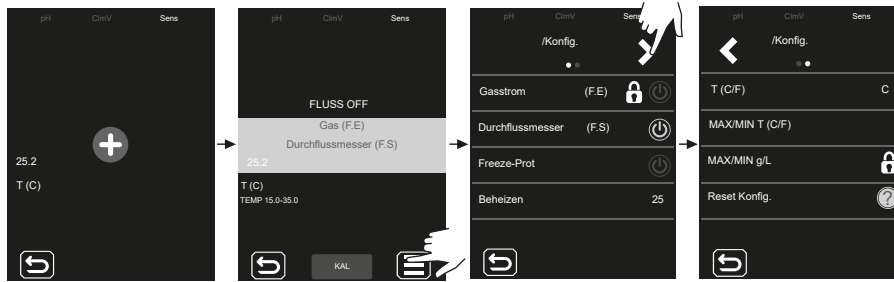 pH ClmV Sens
25.2
T (C)
pH ClmV Sens
FLUSS OFF
Gas (F.E)
Durchflussmesser (F.S)
25.2
T (C)
TEMP 15.0-35.0
KAL
pH ClmV Sens
/Konfig.
Gasstrom (F.E)
Durchflussmesser (F.S)
Freeze-Prot
Beheizen 25
pH ClmV Sens
/Konfig.
T (C/F) C
MAX/MIN T (C/F)
MAX/MIN g/L
Reset Konfig. ?